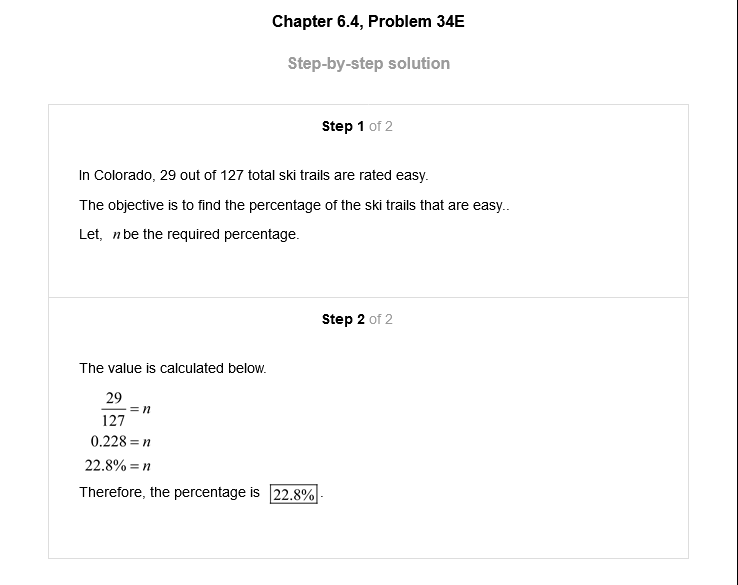 Chapter 6.4, Problem 34E
Step-by-step solution
Step 1 of 2
In Colorado, 29 out of 127 total ski trails are rated easy.
The objective is to find the percentage of the ski trails that are easy..
Let, n be the required percentage.
Step 2 of 2
The value is calculated below.
29
127
= n
0.228 = n
22.8% = n
Therefore, the percentage is 22.8%.